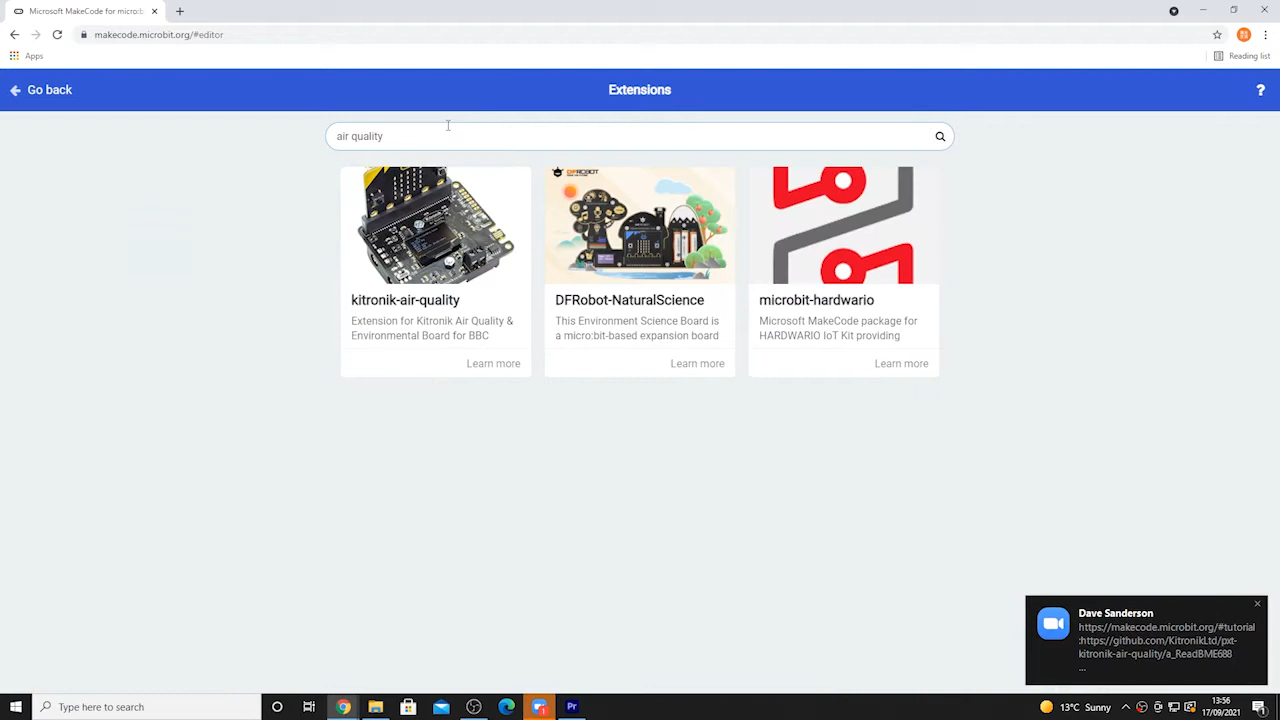 Microsoft MakeCode for micro:b
makecode.microbit.org/#editor
Apps
Reading list
Go back
Extensions
?
air quality
DFROBOT
kitronik-air-quality
Extension for Kitronik Air Quality &
Environmental Board for BBC
Learn more
DFRobot-NaturalScience
This Environment Science Board is
a micro:bit-based expansion board
Learn more
microbit-hardwario
Microsoft MakeCode package for
HARDWARIO IoT Kit providing
Learn more
Dave Sanderson
https://makecode.microbit.org/#tutorial
:https://github.com/KitronikLtd/pxt-
kitronik-air-quality/a_ReadBME688
...
Type here to search
Pr
13°C Sunny
13:56
17/09/2021